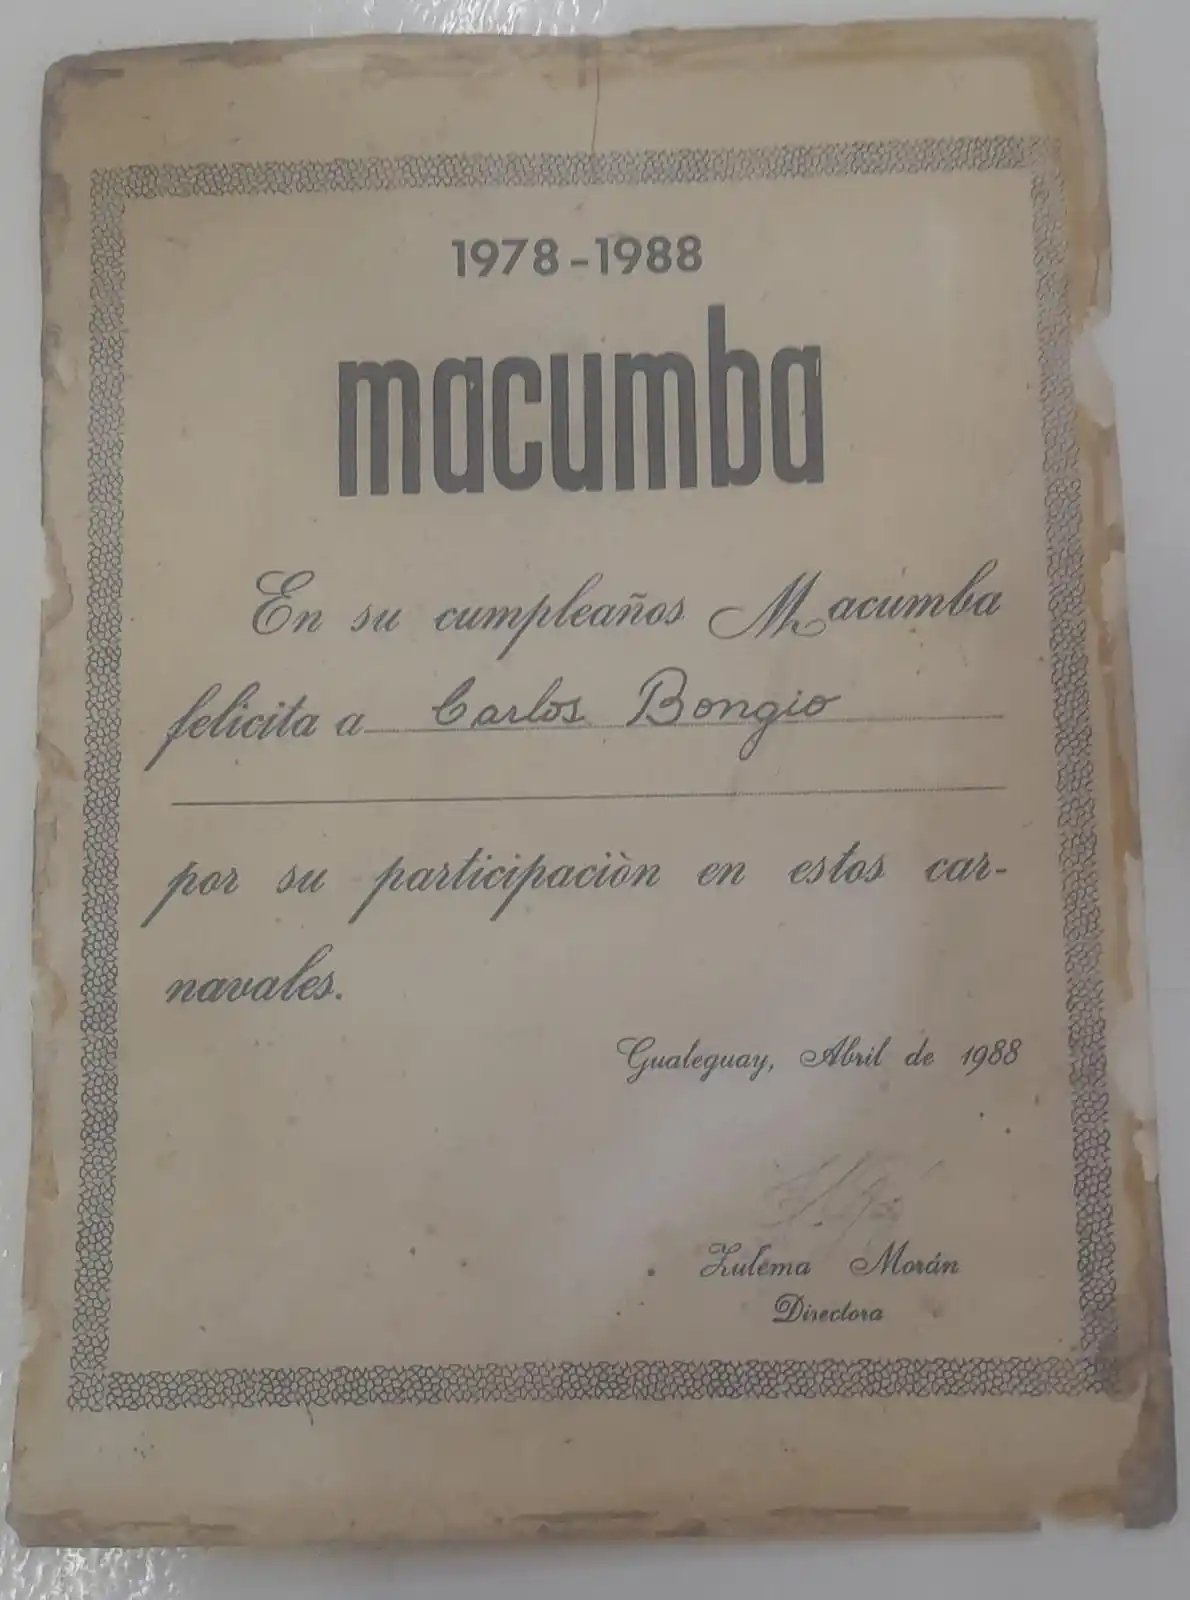 1978-1988
macumba
En su cumpleaños Macumba
felicita a Carlos Bongio
por su participaciòn en estos car-
navales.
Gualeguay, Abril de 1988
Zulema Morán
Directora